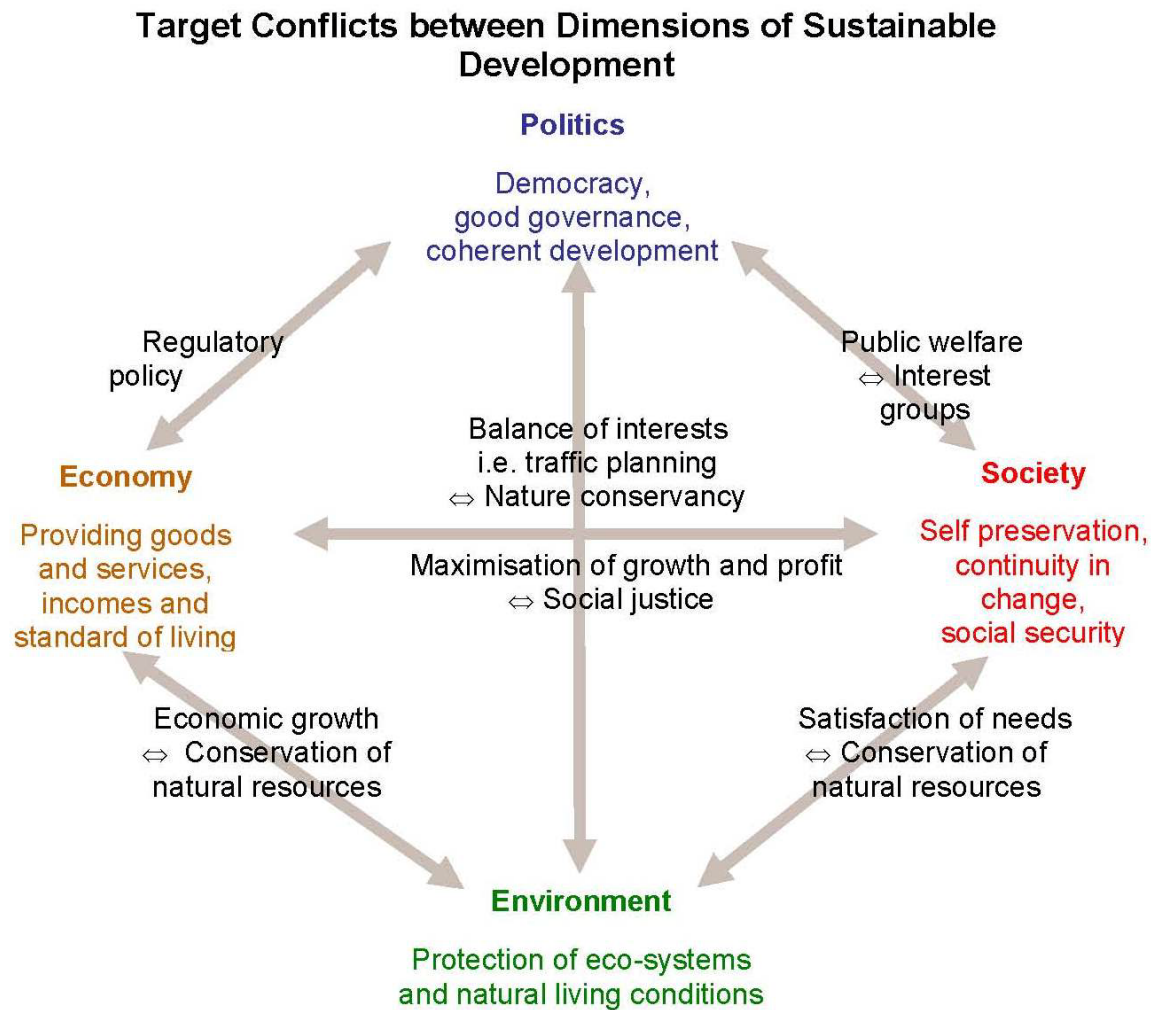 Target Conflicts between Dimensions of Sustainable
Development
Politics
Democracy,
good governance,
coherent development
Regulatory
policy
Public welfare
⇔ Interest
groups
Balance of interests
i.e. traffic planning
⇔ Nature conservancy
Economy
Providing goods
and services,
incomes and
standard of living
Society
Self preservation,
continuity in
change,
social security
Maximisation of growth and profit
⇔ Social justice
Economic growth
⇔ Conservation of
natural resources
Satisfaction of needs
⇔ Conservation of
natural resources
Environment
Protection of eco-systems
and natural living conditions